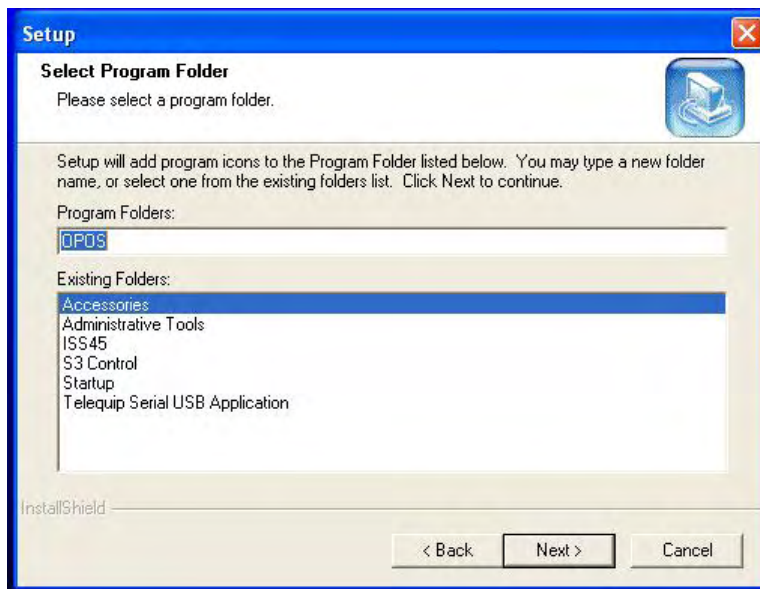 Setup
Select Program Folder
Please select a program folder.
Setup will add program icons to the Program Folder listed below. You may type a new folder
name, or select one from the existing folders list. Click Next to continue.
Program Folders:
OPOS
Existing Folders:
Accessories
Administrative Tools
ISS45
S3 Control
Startup
Telequip Serial USB Application
InstallShield
< Back Next > Cancel